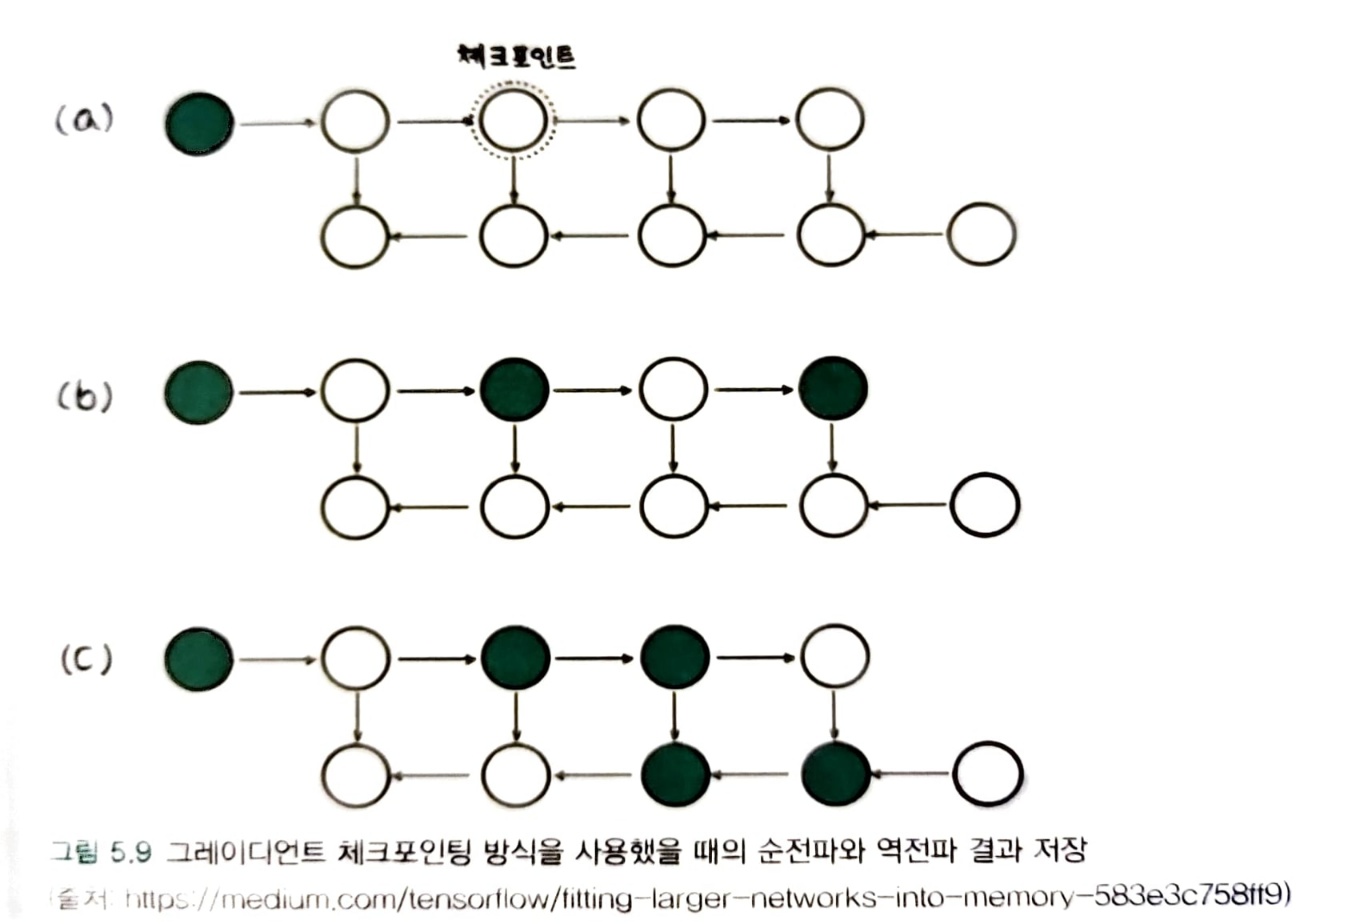 체크포인트
(a)
(b)
(c)
그림 5.9 그레이디언트 체크포인팅 방식을 사용했을 때의 순전파와 역전파 결과 저장
(출처: https://medium.com/tensorflow/fitting-larger-networks-into-memory-583e3c758ff9)